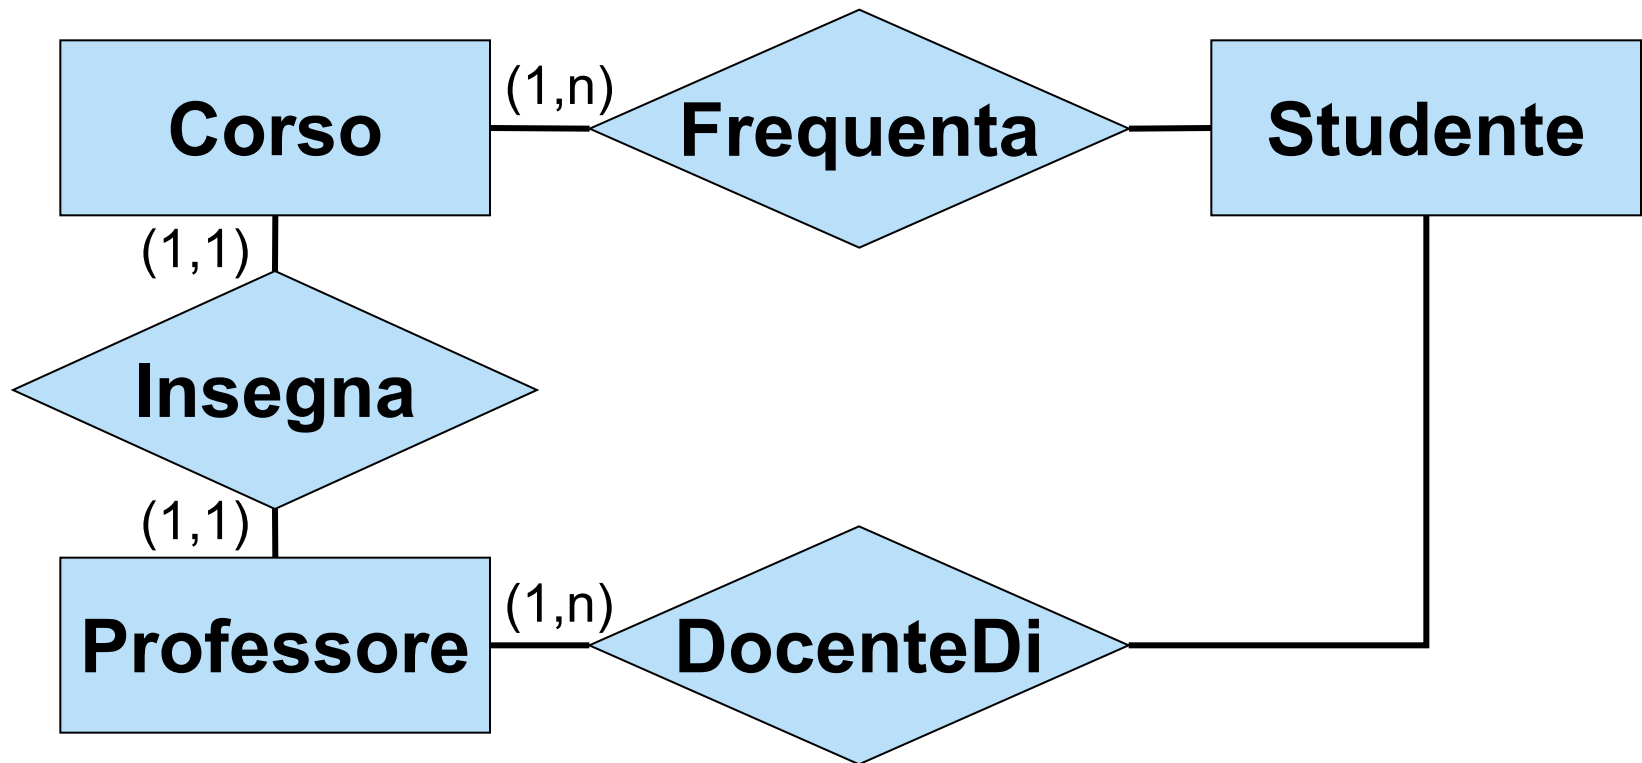 Corso
(1,n)
Frequenta
Studente
(1,1)
Insegna
(1,1)
Professore
(1,n)
DocenteDi